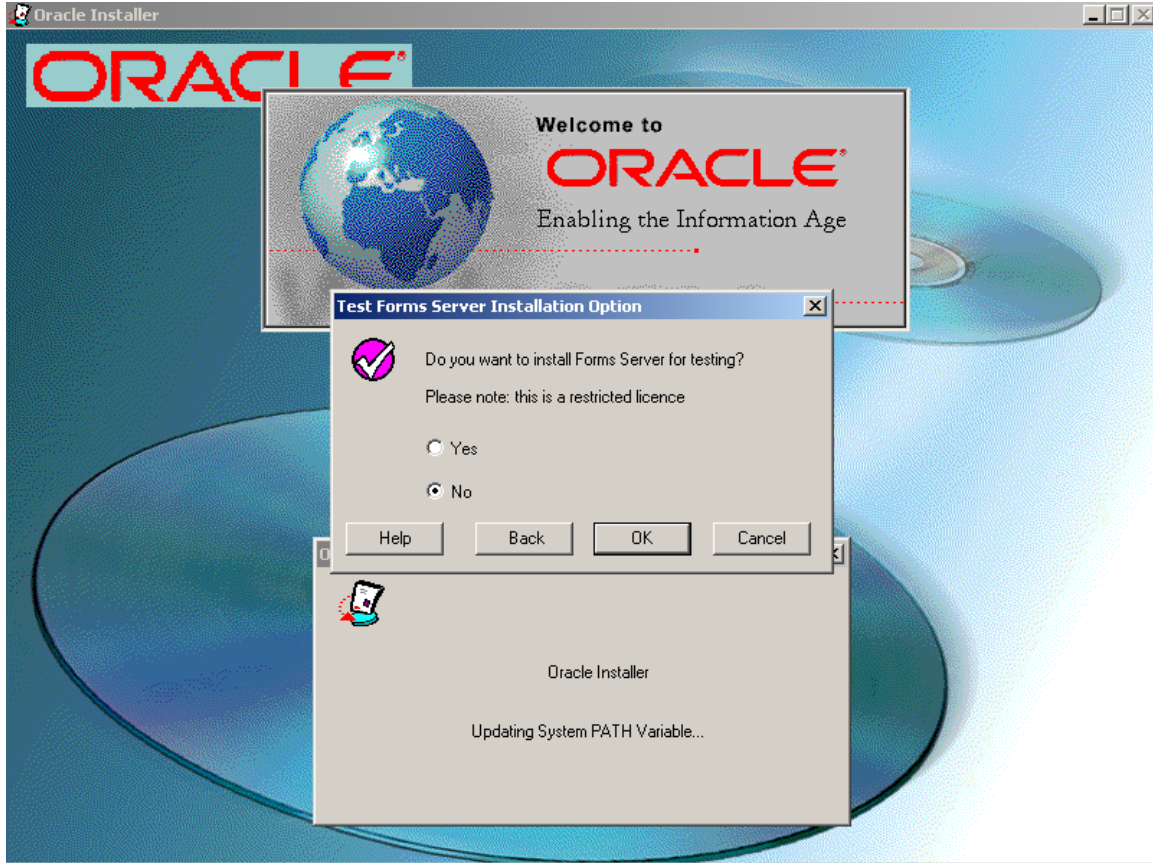 Oracle Installer
ORACLE®
Welcome to
ORACLE®
Enabling the Information Age
Test Forms Server Installation Option
Do you want to install Forms Server for testing?
Please note: this is a restricted licence
Yes
No
Help Back OK Cancel
Oracle Installer
Updating System PATH Variable...